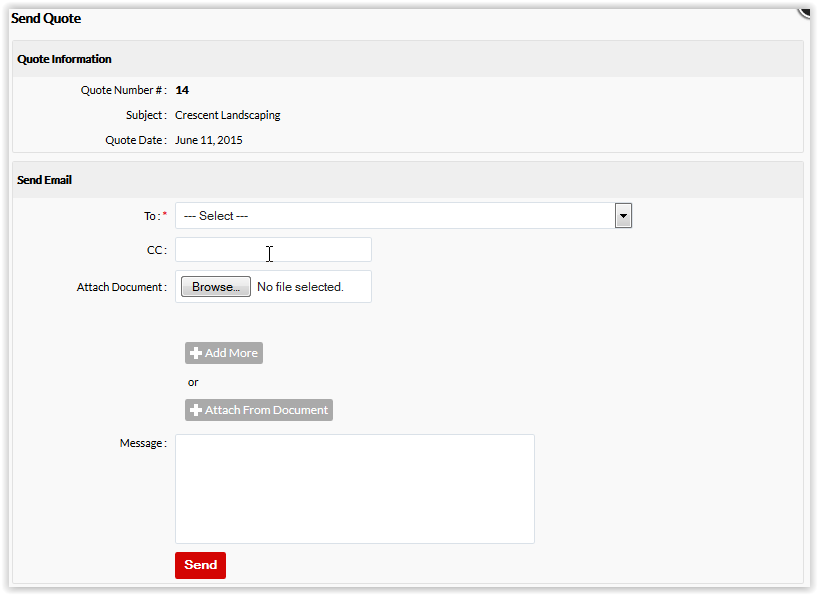 Send Quote
Quote Information
Quote Number # : 14
Subject : Crescent Landscaping
Quote Date : June 11, 2015
Send Email
To : * --- Select ---
CC :
Attach Document : Browse... No file selected.
Add More
or
Attach From Document
Message :
Send